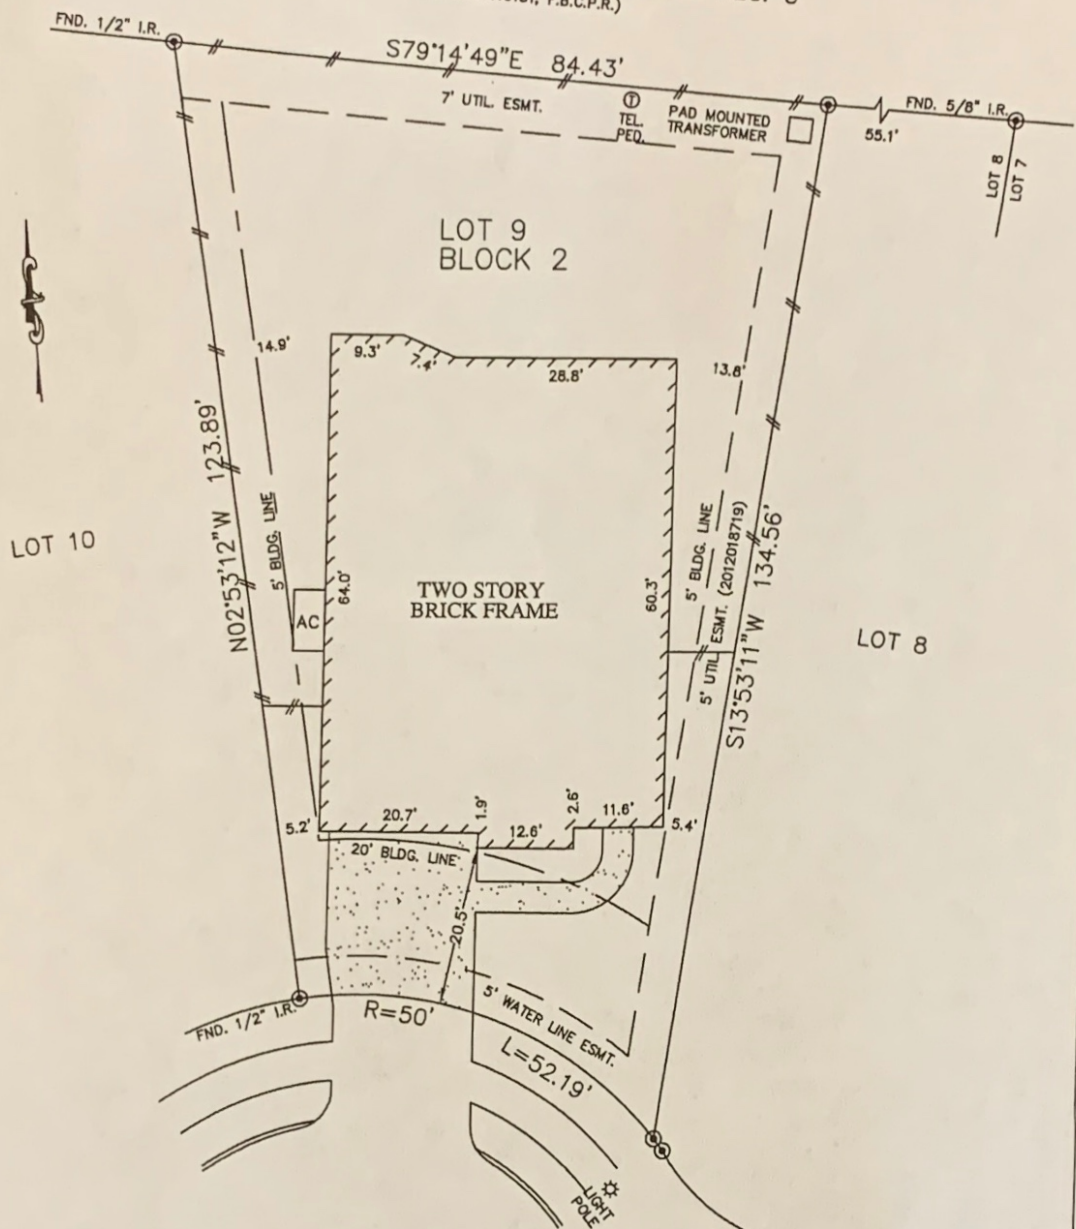 P.B.C.P.R.)
FND. 1/2" I.R.
S79°14'49"E 84.43'
7' UTIL. ESMT.
T
TEL.
PED.
PAD MOUNTED
TRANSFORMER
FND. 5/8" I.R.
55.1'
LOT 8
LOT 7
LOT 9
BLOCK 2
14.9'
9.3'
7.4'
28.8'
13.8'
N02°53'12"W 123.89'
5' BLDG. LINE
64.0'
AC
TWO STORY
BRICK FRAME
60.3'
5' BLDG. LINE
5' UTIL. ESMT. (2012018719)
S13°53'11"W 134.56'
LOT 10
LOT 8
5.2'
20.7'
1.9'
12.6'
2.6'
11.6'
5.4'
20' BLDG. LINE
20.5'
5' WATER LINE ESMT.
FND. 1/2" I.R.
R=50'
L=52.19'
LIGHT
POLE